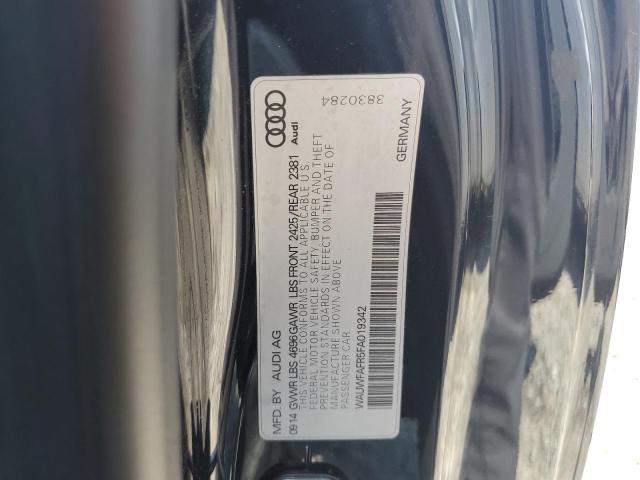 MFD. BY AUDI AG
09 14 GVWR LBS 4696 GAWR LBS FRONT 2425/REAR 2381
THIS VEHICLE CONFORMS TO ALL APPLICABLE U.S.
FEDERAL MOTOR VEHICLE SAFETY, BUMPER AND THEFT
PREVENTION STANDARDS IN EFFECT ON THE DATE OF
MANUFACTURE SHOWN ABOVE
PASSENGER CAR
WAUWFAFR5FA019342
Audi
3830284
GERMANY